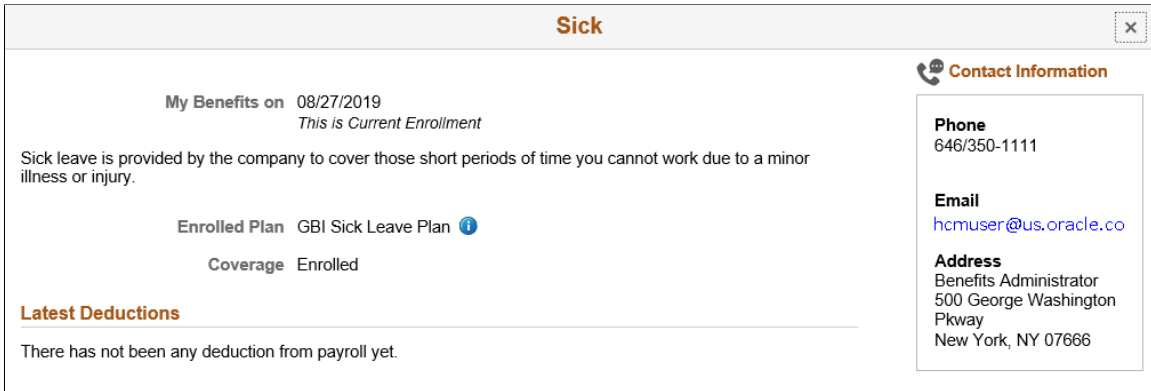 Sick
My Benefits on 08/27/2019
This is Current Enrollment
Sick leave is provided by the company to cover those short periods of time you cannot work due to a minor
illness or injury.
Enrolled Plan GBI Sick Leave Plan
Coverage Enrolled
Latest Deductions
There has not been any deduction from payroll yet.
Contact Information
Phone
646/350-1111
Email
hcmuser@us.oracle.co
Address
Benefits Administrator
500 George Washington
Pkway
New York, NY 07666